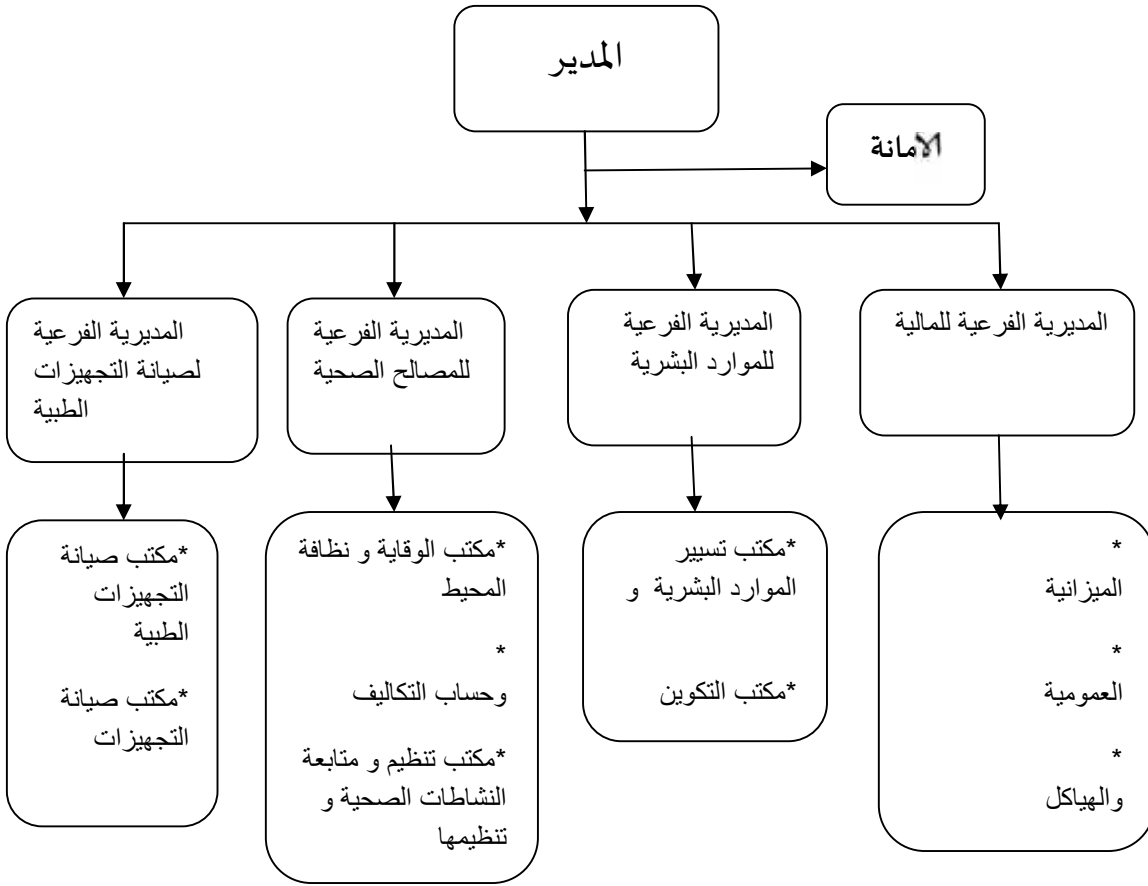 المدير
الامانة
المديرية الفرعية للمالية
المديرية الفرعية
للموارد البشرية
المديرية الفرعية
للمصالح الصحية
المديرية الفرعية
لصيانة التجهيزات
الطبية
*
الميزانية
*
العمومية
*
والهياكل
*مكتب تسيير
الموارد البشرية و
*مكتب التكوين
*مكتب الوقاية و نظافة
المحيط
*
وحساب التكاليف
*مكتب تنظيم و متابعة
النشاطات الصحية و
تنظيمها
*مكتب صيانة
التجهيزات
الطبية
*مكتب صيانة
التجهيزات